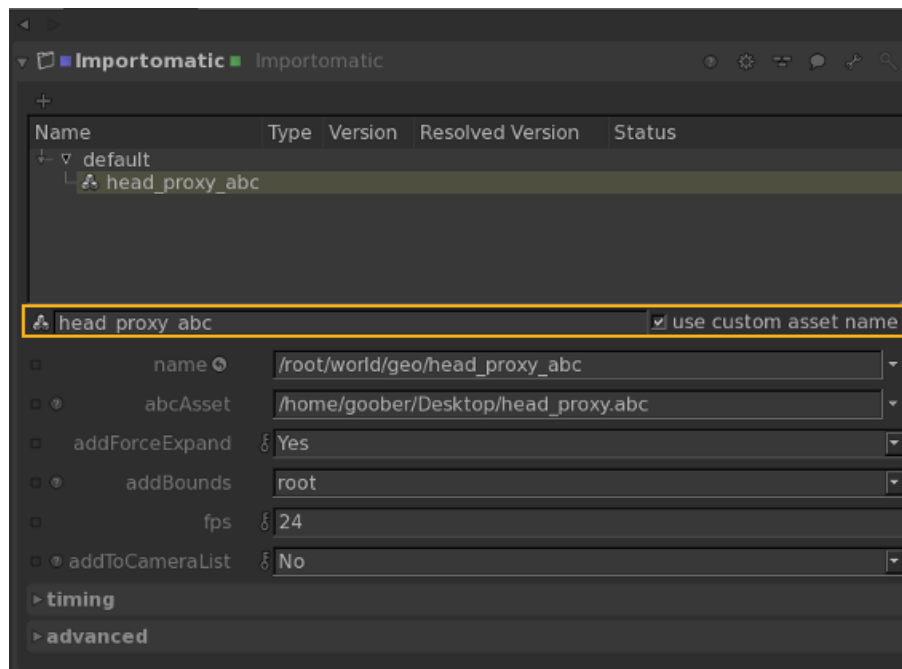 Importomatic Importomatic
Name Type Version Resolved Version Status
default
head_proxy_abc
head_proxy_abc use custom asset name
name /root/world/geo/head_proxy_abc
abcAsset /home/goober/Desktop/head_proxy.abc
addForceExpand Yes
addBounds root
fps 24
addToCameraList No
timing
advanced